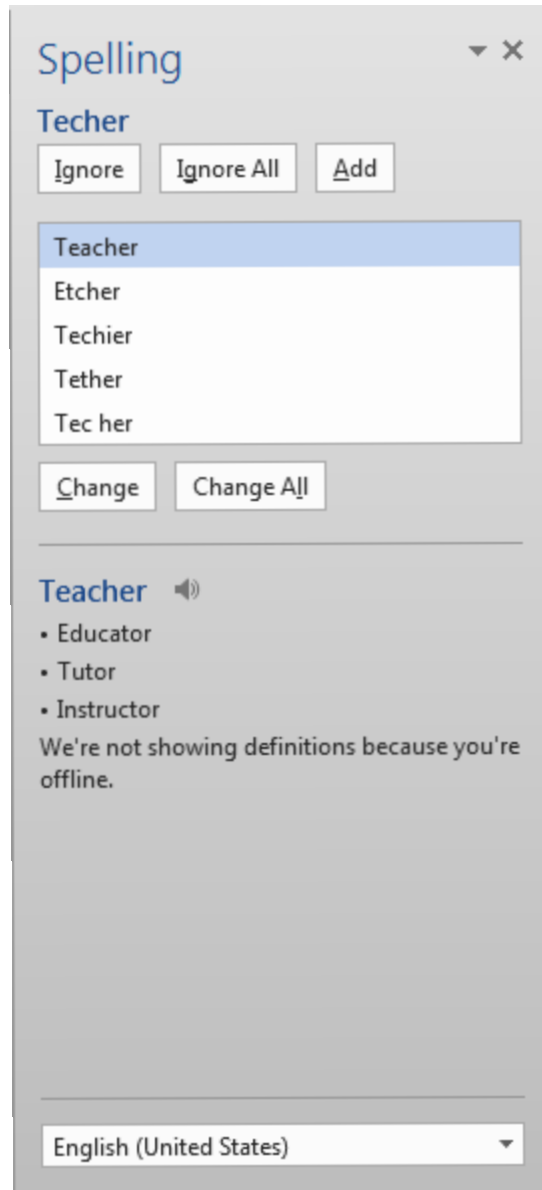 Spelling
Techer
Ignore Ignore All Add
Teacher
Etcher
Techier
Tether
Tec her
Change Change All
Teacher
• Educator
• Tutor
• Instructor
We're not showing definitions because you're
offline.
English (United States)